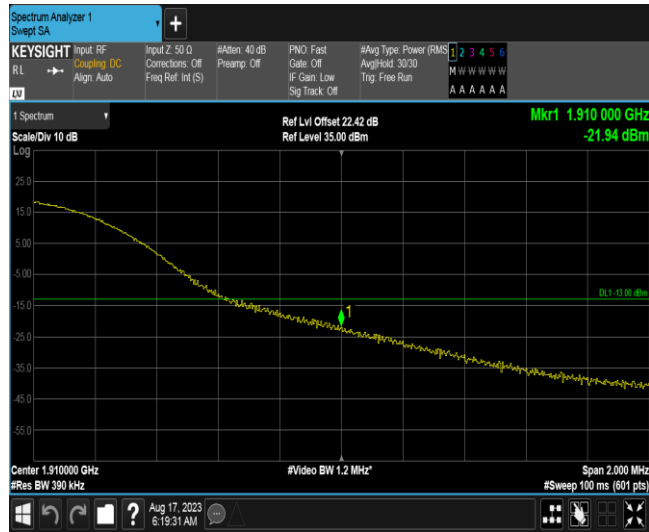 Spectrum Analyzer 1
Swept SA
+
KEYSIGHT
RL
LXI
Input: RF
Coupling: DC
Align: Auto
Input Z: 50 Ω
Corrections: Off
Freq Ref: Int (S)
#Atten: 40 dB
Preamp: Off
PNO: Fast
Gate: Off
IF Gain: Low
Sig Track: Off
#Avg Type: Power (RMS
Avg|Hold: 30/30
Trig: Free Run
1 2 3 4 5 6
M W W W W W
A A A A A A
1 Spectrum
Scale/Div 10 dB
Ref Lvl Offset 22.42 dB
Ref Level 35.00 dBm
Mkr1 1.910 000 GHz
-21.94 dBm
Log
25.0
15.0
5.00
-5.00
-15.0
-25.0
-35.0
-45.0
-55.0
DL1 -13.00 dBm
1
Center 1.910000 GHz
#Res BW 390 kHz
#Video BW 1.2 MHz*
Span 2.000 MHz
#Sweep 100 ms (601 pts)
?
Aug 17, 2023
6:19:31 AM